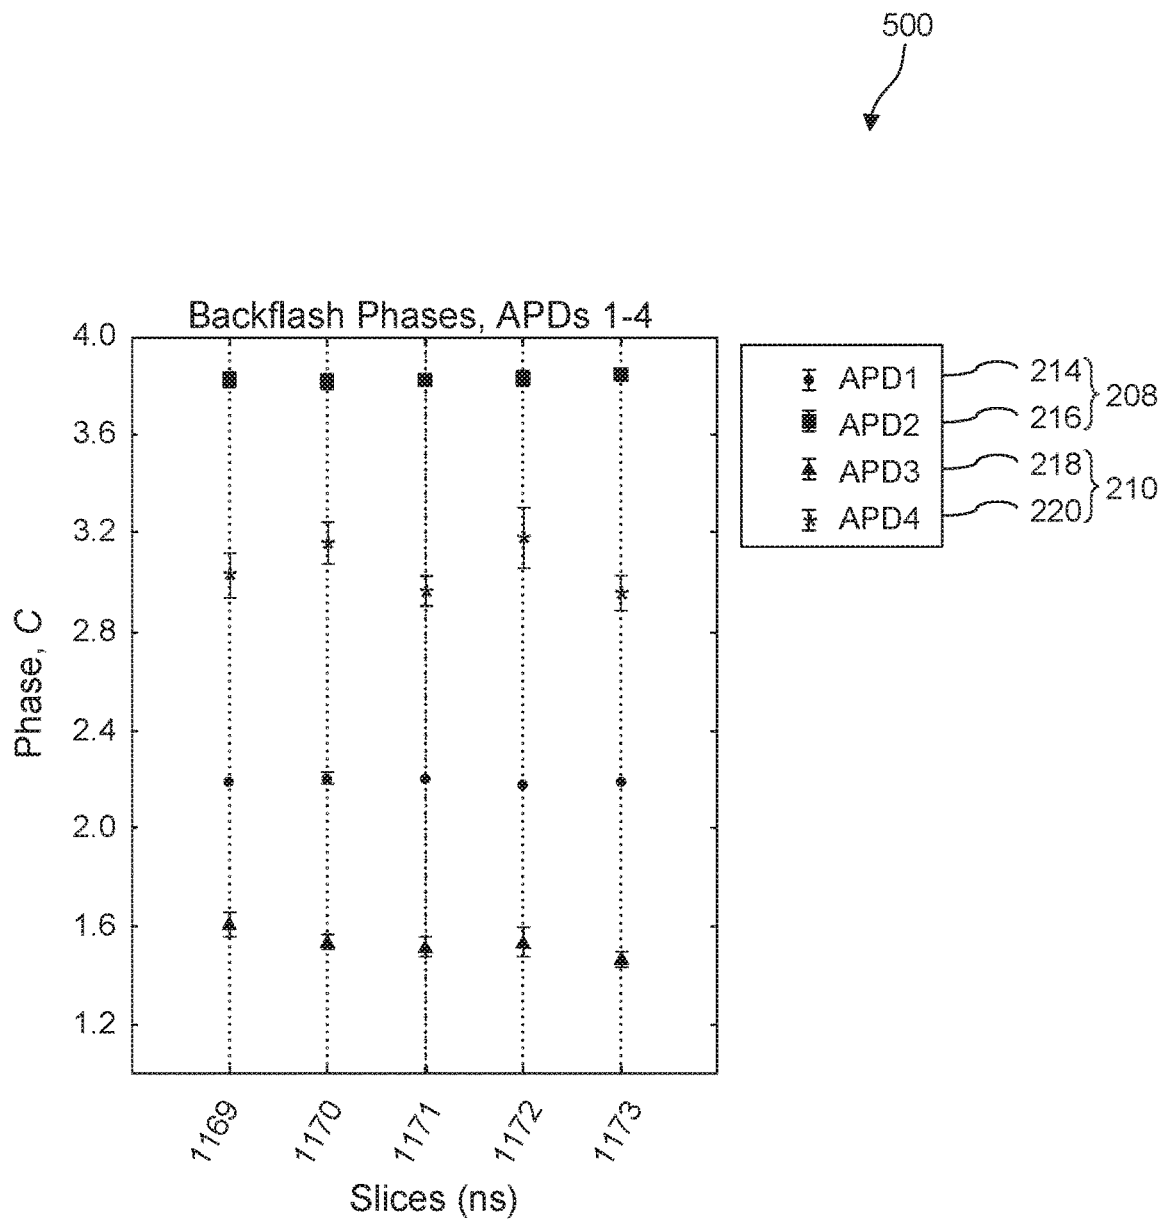 500
Backflash Phases, APDs 1-4
4.0
3.6
3.2
2.8
2.4
2.0
1.6
1.2
Phase, C
1169
1170
1171
1172
1173
Slices (ns)
APD1 214
APD2 216
208
APD3 218
APD4 220
210